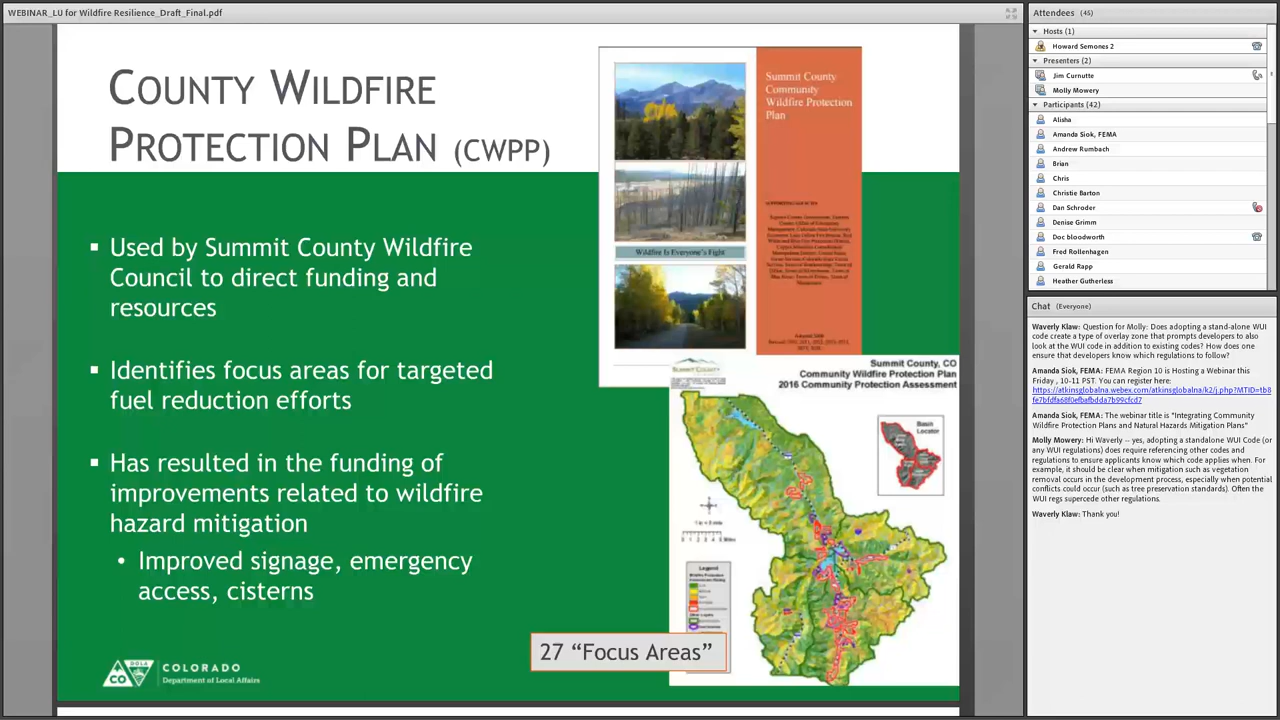 WEBINAR_LU for Wildfire Resilience_Draft_Final.pdf
COUNTY WILDFIRE
PROTECTION PLAN (CWPP)
▪ Used by Summit County Wildfire
Council to direct funding and
resources
▪ Identifies focus areas for targeted
fuel reduction efforts
▪ Has resulted in the funding of
improvements related to wildfire
hazard mitigation
• Improved signage, emergency
access, cisterns
CO
DOLA
COLORADO
Department of Local Affairs
Summit County
Community
Wildfire Protection
Plan
Wildfire Is Everyone's Fight
Summit County, CO
Community Wildfire Protection Plan
2016 Community Protection Assessment
Basin
Locator
Legend
27 “Focus Areas”
Attendees (45)
Hosts (1)
Howard Semones 2
Presenters (2)
Jim Curnutte
Molly Mowery
Participants (42)
Alisha
Amanda Siok, FEMA
Andrew Rumbach
Brian
Chris
Christie Barton
Dan Schroder
Denise Grimm
Doc bloodworth
Fred Rollenhagen
Gerald Rapp
Heather Gutherless
Chat (Everyone)
Waverly Klaw: Question for Molly: Does adopting a stand-alone WUI
code create a type of overlay zone that prompts developers to also
look at the WUI code in addition to existing codes? How does one
ensure that developers know which regulations to follow?
Amanda Siok, FEMA: FEMA Region 10 is Hosting a Webinar this
Friday , 10-11 PST. You can register here:
https://atkinsglobalna.webex.com/atkinsglobalna/k2/j.php?MTID=tb8
fe7bfdfa68f0efbafbdda7b99cfcd7
Amanda Siok, FEMA: The webinar title is "Integrating Community
Wildfire Protection Plans and Natural Hazards Mitigation Plans"
Molly Mowery: Hi Waverly -- yes, adopting a standalone WUI Code (or
any WUI regulations) does require referencing other codes and
regulations to ensure applicants know which code applies when. For
example, it should be clear when mitigation such as vegetation
removal occurs in the development process, especially when potential
conflicts could occur (such as tree preservation standards). Often the
WUI regs supercede other regulations.
Waverly Klaw: Thank you!